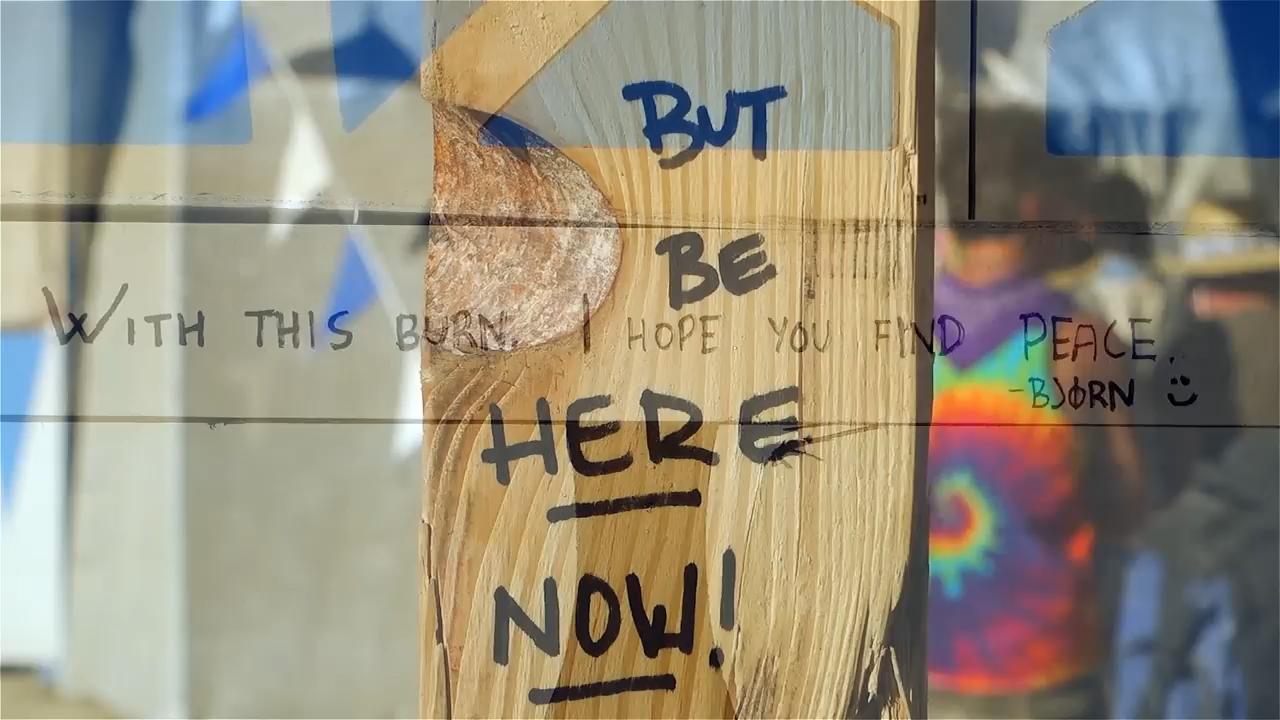 BUT
BE
WITH THIS BURN. I HOPE YOU FIND PEACE.
-BJØRN
HERE
NOW!